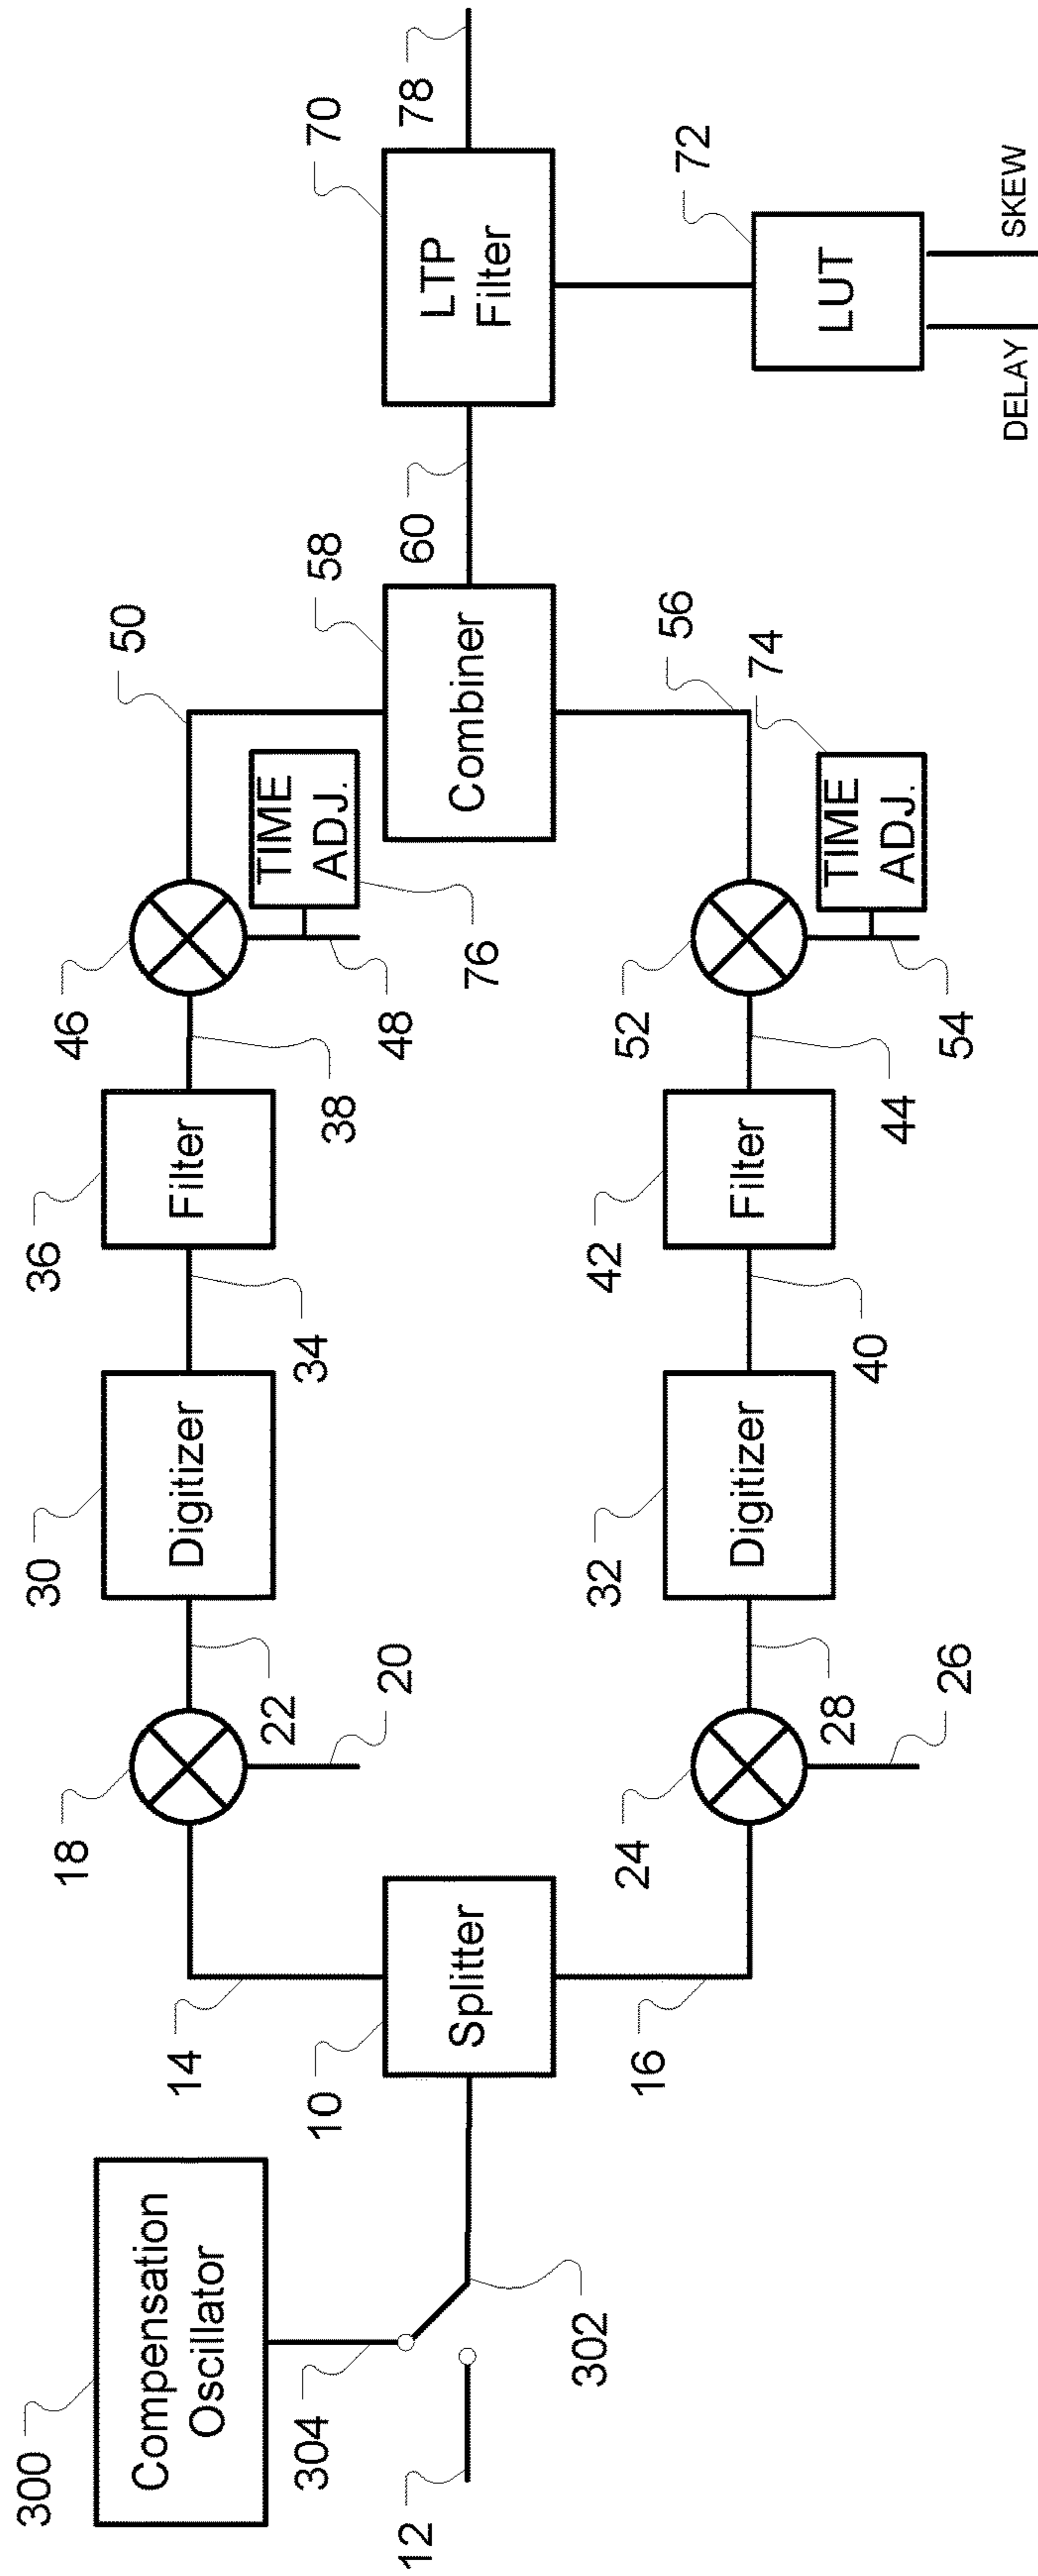 300
Compensation
Oscillator
304
12
302
10
Splitter
14
16
18
20
22
24
26
28
30
Digitizer
32
Digitizer
34
40
36
Filter
42
Filter
38
44
46
48
52
54
76
TIME
ADJ.
74
TIME
ADJ.
50
56
58
Combiner
60
70
LTP
Filter
78
72
LUT
DELAY
SKEW